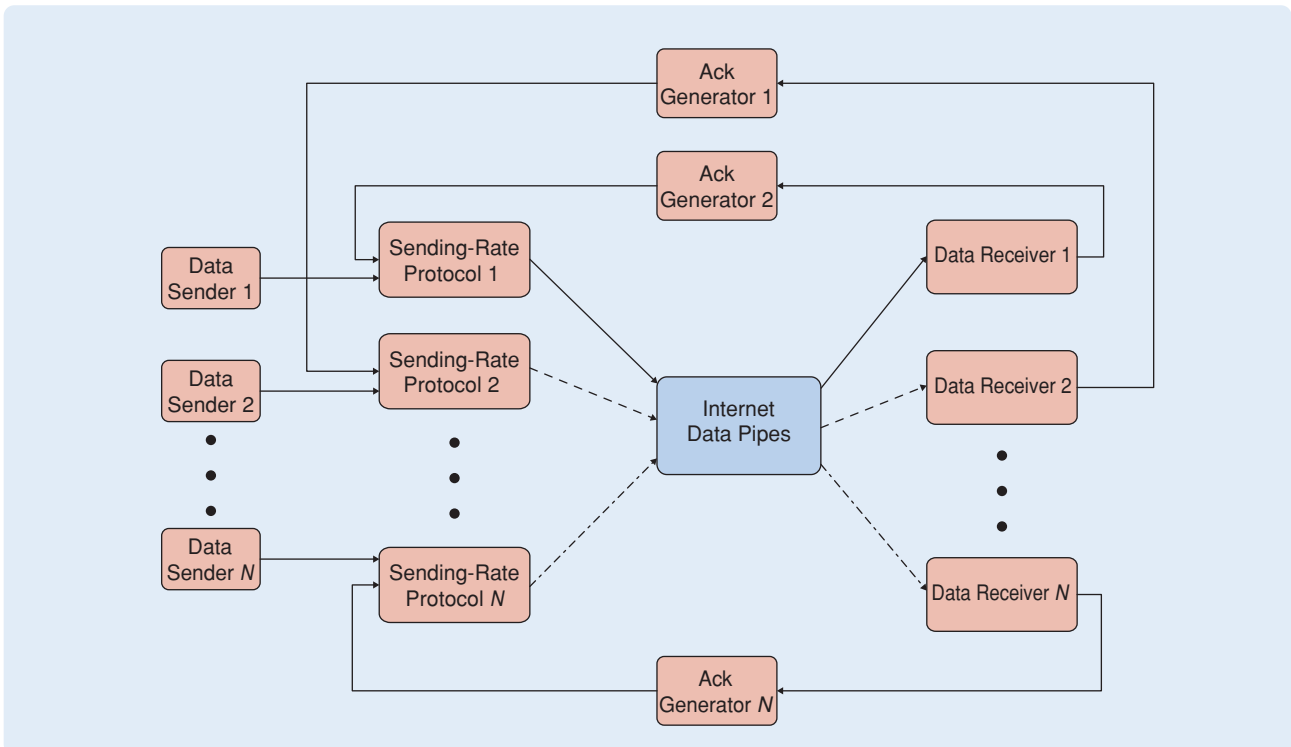 Ack
Generator 1
Ack
Generator 2
Sending-Rate
Protocol 1
Data Receiver 1
Data
Sender 1
Sending-Rate
Protocol 2
Data Receiver 2
Data
Sender 2
Internet
Data Pipes
Data
Sender N
Sending-Rate
Protocol N
Data Receiver N
Ack
Generator N